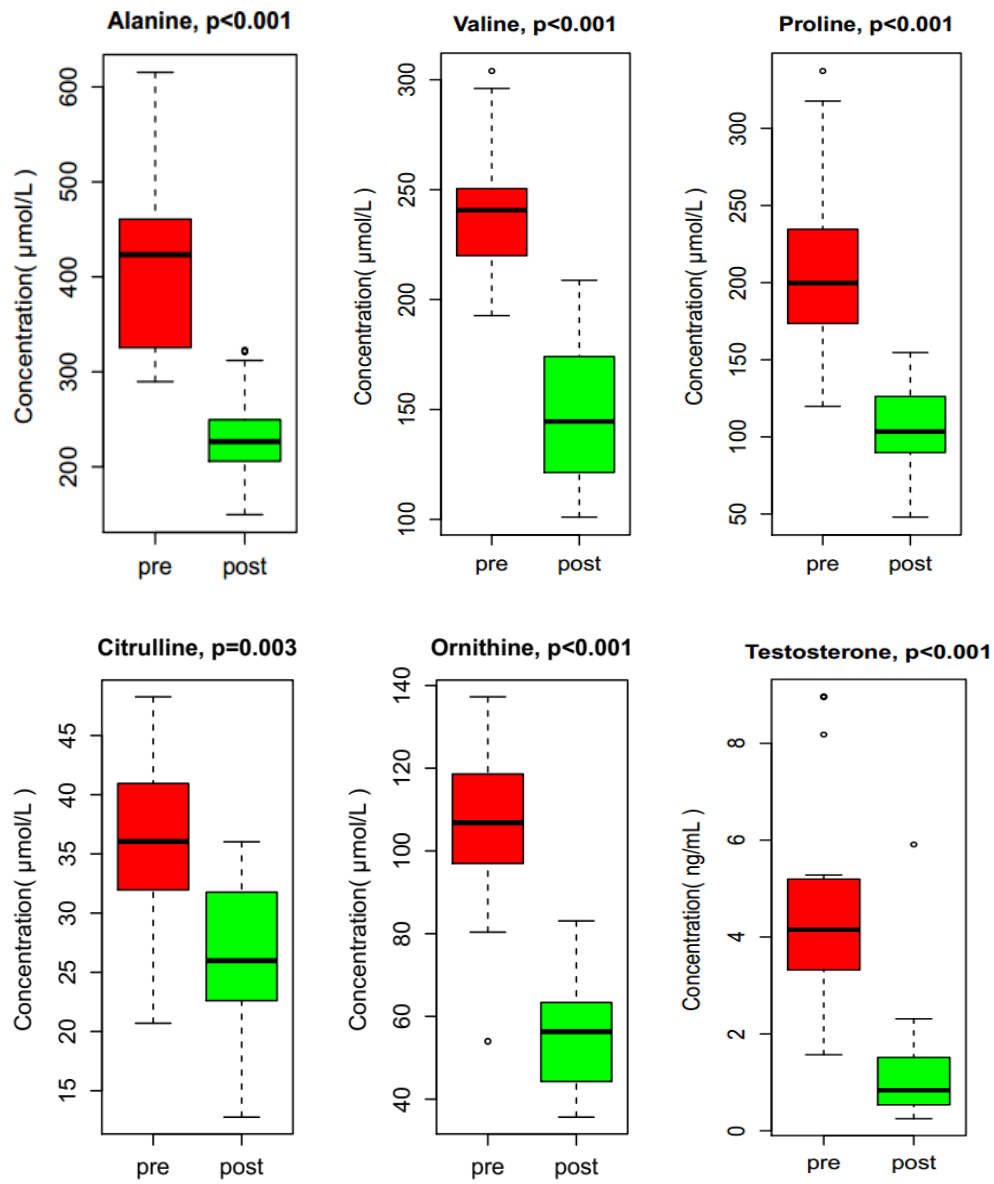 Alanine, p<0.001
Concentration( µmol/L )
600
500
400
300
200
pre post
Valine, p<0.001
Concentration( µmol/L )
300
250
200
150
100
pre post
Proline, p<0.001
Concentration( µmol/L )
300
250
200
150
100
50
pre post
Citrulline, p=0.003
Concentration( µmol/L )
45
40
35
30
25
20
15
pre post
Ornithine, p<0.001
Concentration( µmol/L )
140
120
100
80
60
40
pre post
Testosterone, p<0.001
Concentration( ng/mL )
8
6
4
2
0
pre post